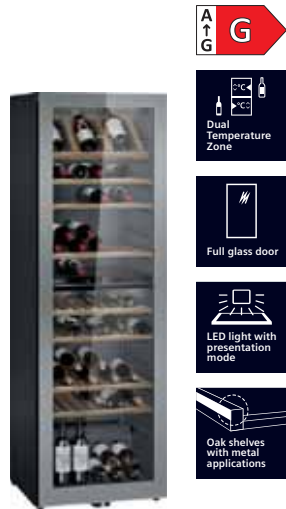 A
↑
G
G
°C
°C
Dual
Temperature
Zone
Full glass door
LED light with
presentation
mode
Oak shelves
with metal
applications